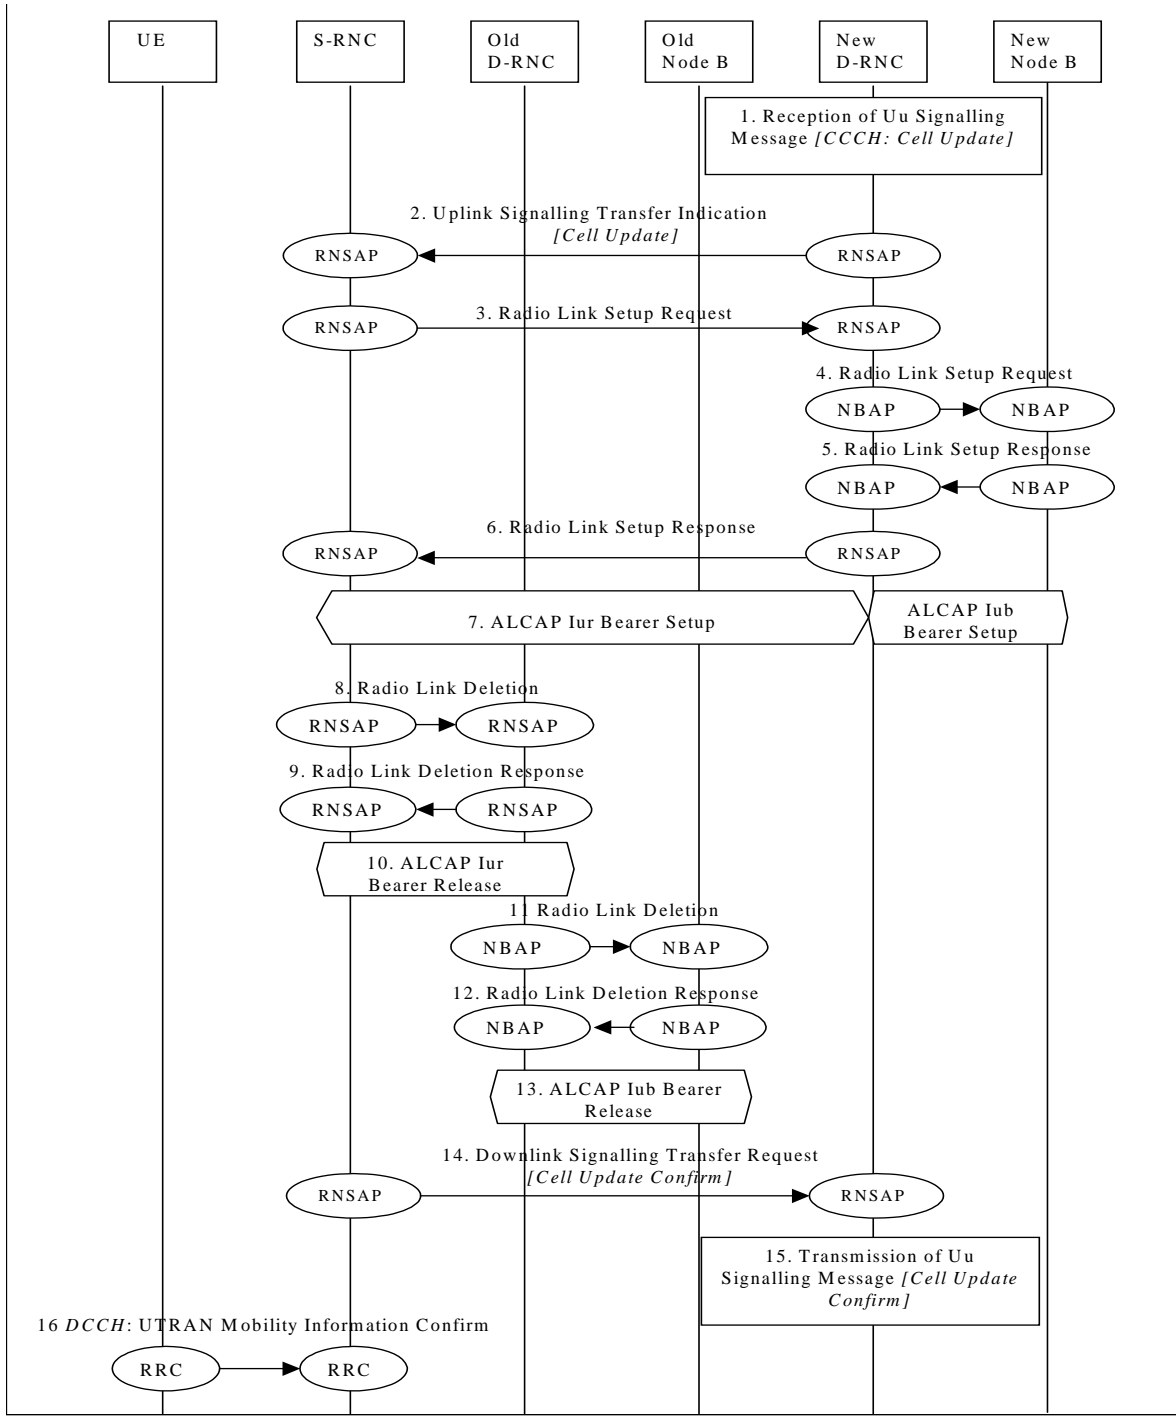 UE
S-RNC
Old
D-RNC
Old
Node B
New
D-RNC
New
Node B
1. Reception of Uu Signalling
Message [CCCH: Cell Update]
2. Uplink Signalling Transfer Indication
[Cell Update]
RNSAP
RNSAP
3. Radio Link Setup Request
RNSAP
RNSAP
4. Radio Link Setup Request
NBAP
NBAP
5. Radio Link Setup Response
NBAP
NBAP
6. Radio Link Setup Response
RNSAP
RNSAP
7. ALCAP Iur Bearer Setup
ALCAP Iub
Bearer Setup
8. Radio Link Deletion
RNSAP
RNSAP
9. Radio Link Deletion Response
RNSAP
RNSAP
10. ALCAP Iur
Bearer Release
11 Radio Link Deletion
NBAP
NBAP
12. Radio Link Deletion Response
NBAP
NBAP
13. ALCAP Iub Bearer
Release
14. Downlink Signalling Transfer Request
[Cell Update Confirm]
RNSAP
RNSAP
15. Transmission of Uu
Signalling Message [Cell Update
Confirm]
16 DCCH: UTRAN Mobility Information Confirm
RRC
RRC